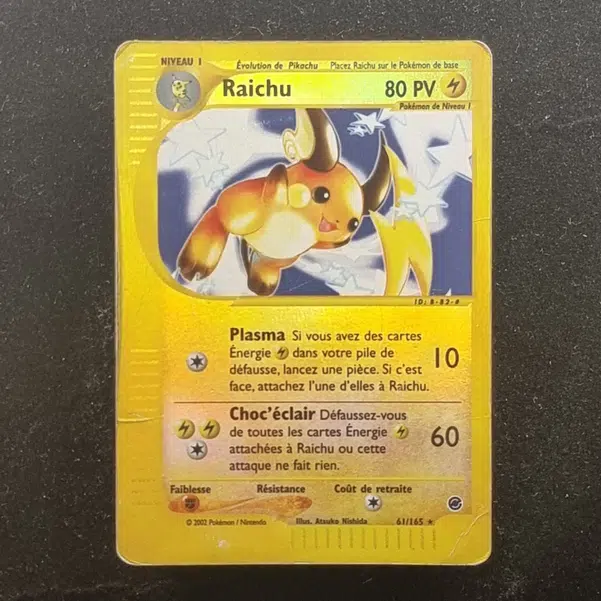 NIVEAU 1 Évolution de Pikachu Placez Raichu sur le Pokémon de base
Raichu 80 PV
Pokémon de Niveau 1
ID: B-82-#
Plasma Si vous avez des cartes
Énergie dans votre pile de
défausse, lancez une pièce. Si c'est
face, attachez l'une d'elles à Raichu.
10
Choc'éclair Défaussez-vous
de toutes les cartes Énergie
attachées à Raichu ou cette
attaque ne fait rien.
60
Faiblesse Résistance Coût de retraite
© 2002 Pokémon / Nintendo Illus. Atsuko Nishida 61/165 ★